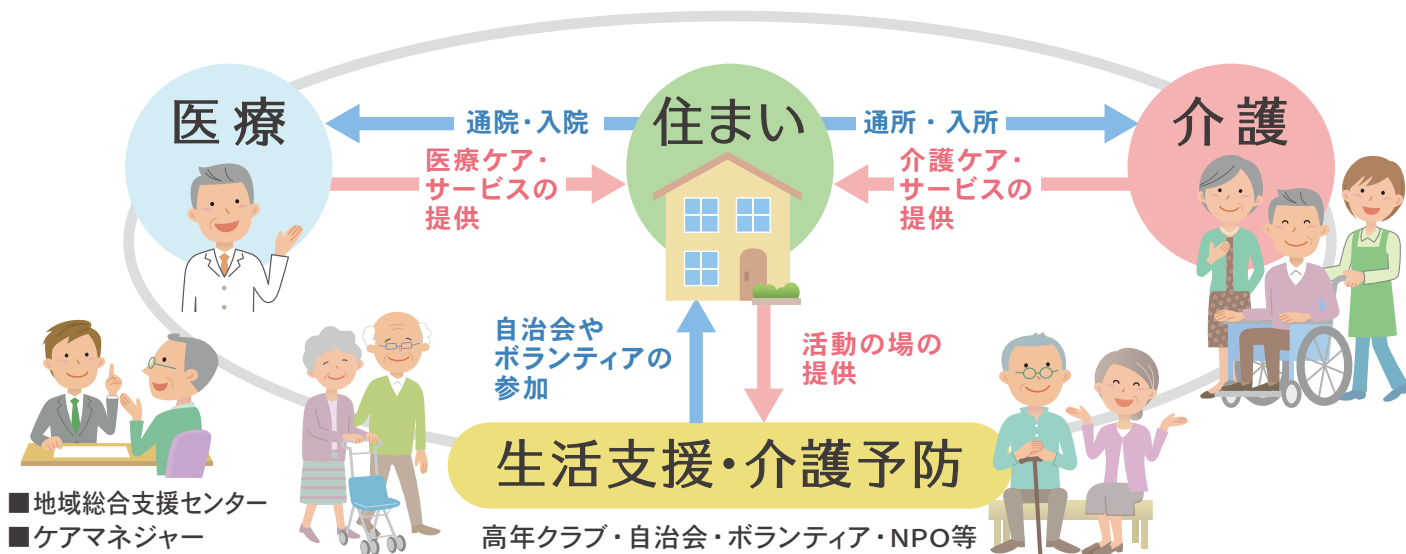 医療
通院・入院
住まい
通所・入所
介護
医療ケア・
サービスの
提供
介護ケア・
サービスの
提供
自治会や
ボランティアの
参加
活動の場の
提供
生活支援・介護予防
■地域総合支援センター
■ケアマネジャー
高年クラブ・自治会・ボランティア・NPO等